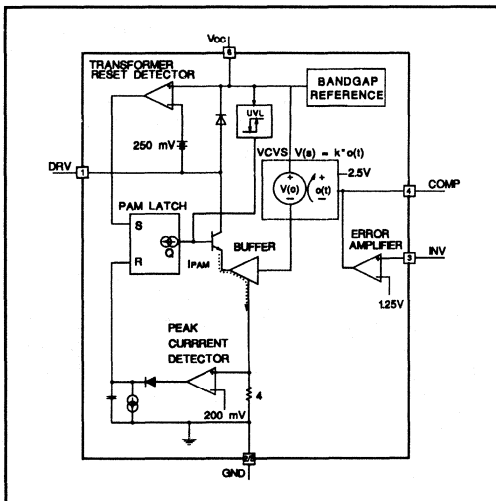 Vcc
6
TRANSFORMER
RESET DETECTOR
BANDGAP
REFERENCE
UVL
250 mV
VCVS V(s) = k*o(t)
2.5V
DRV
1
V(o)
o(t)
4
COMP
PAM LATCH
S
Q
R
BUFFER
ERROR
AMPLIFIER
3
INV
IPAM
1.25V
PEAK
CURRRENT
DETECTOR
4
200 mV
GND